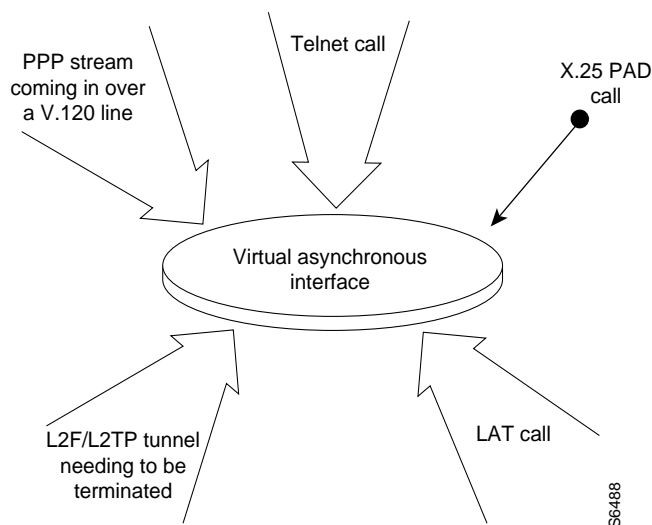 PPP stream
coming in over
a V.120 line
Telnet call
X.25 PAD
call
Virtual asynchronous
interface
L2F/L2TP tunnel
needing to be
terminated
LAT call
S6488